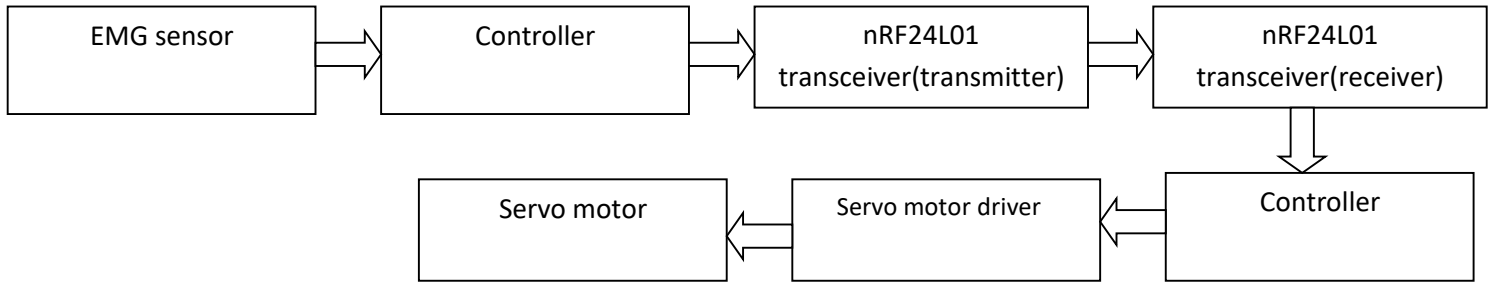 EMG sensor
Controller
nRF24L01
transceiver(transmitter)
nRF24L01
transceiver(receiver)
Controller
Servo motor driver
Servo motor